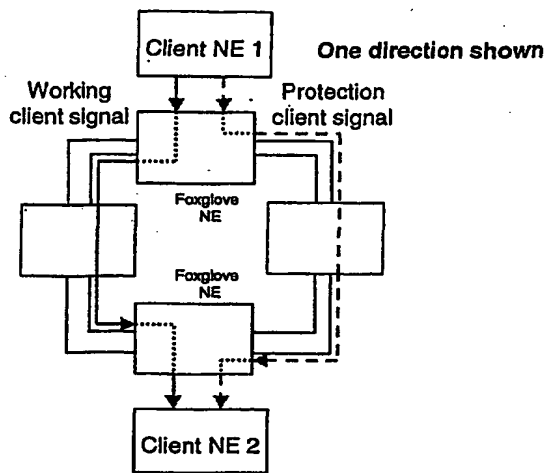 Client NE 1
One direction shown
Working
client signal
Protection
client signal
Foxglove
NE
Foxglove
NE
Client NE 2